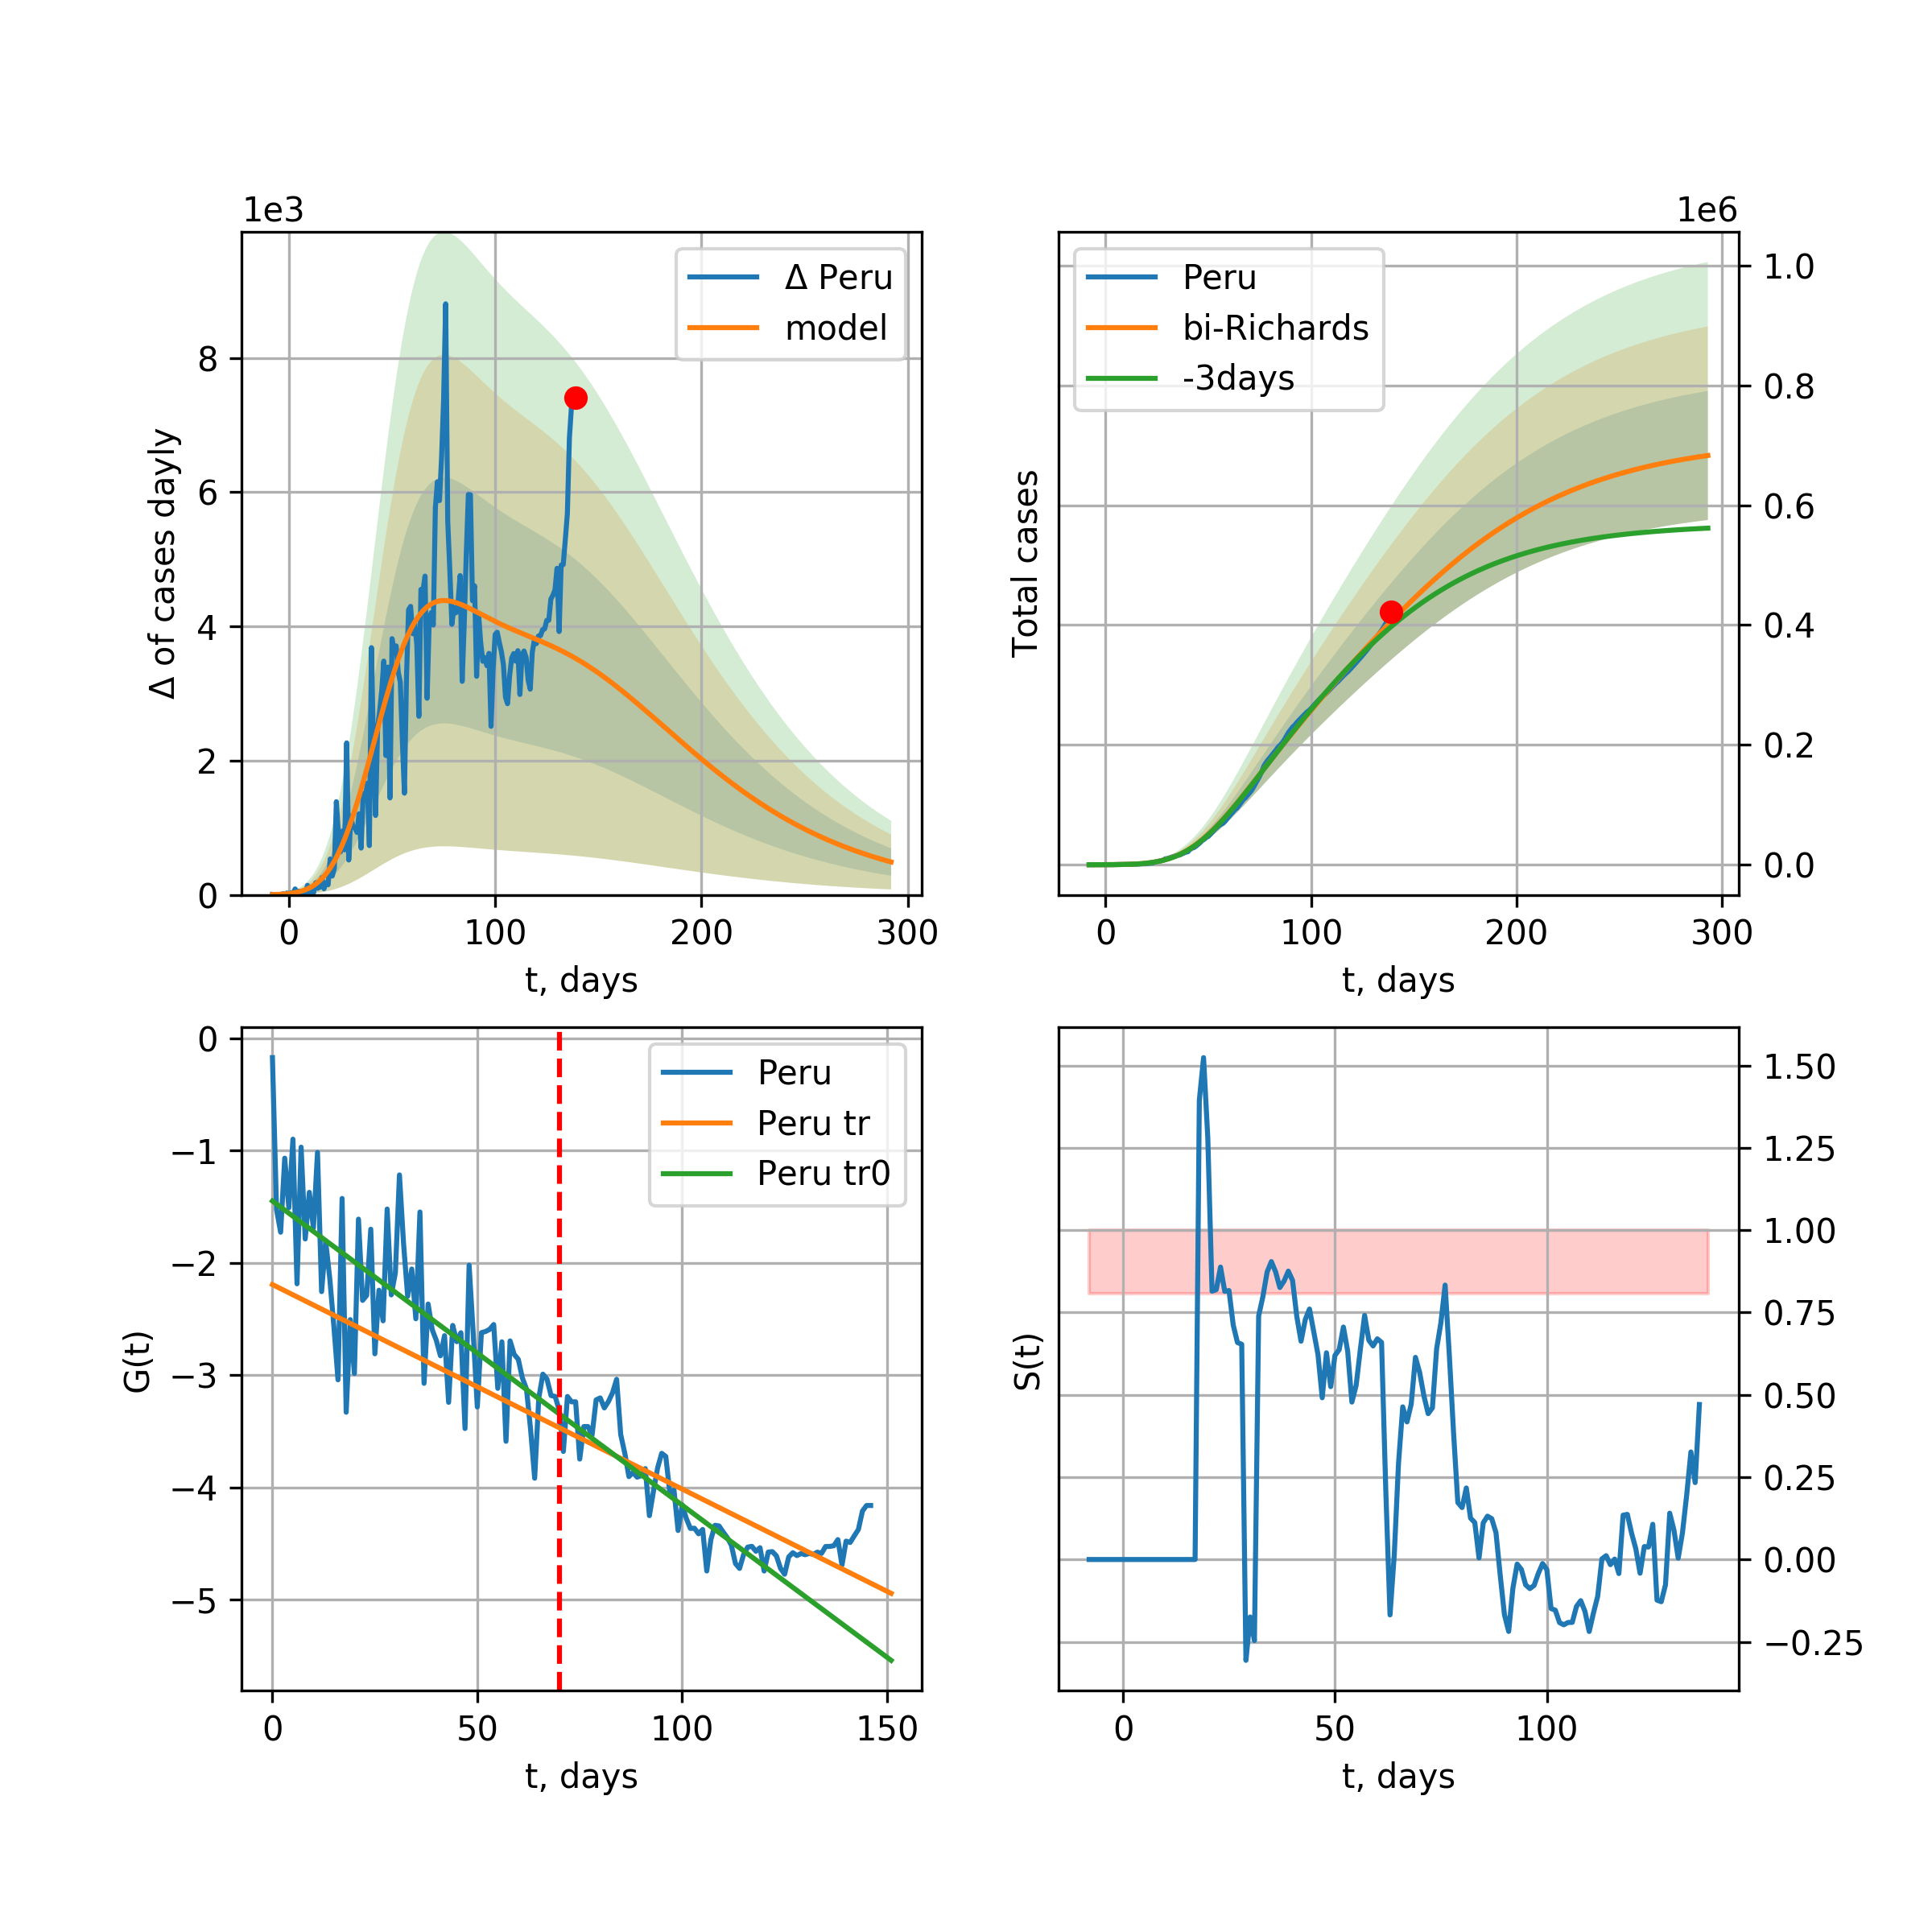 1e3
Δ of cases dayly
8
6
4
2
0
0 100 200 300
t, days
Δ Peru
model
1e6
Total cases
1.0
0.8
0.6
0.4
0.2
0.0
0 100 200 300
t, days
Peru
bi-Richards
-3days
G(t)
0
−1
−2
−3
−4
−5
0 50 100 150
t, days
Peru
Peru tr
Peru tr0
S(t)
1.50
1.25
1.00
0.75
0.50
0.25
0.00
−0.25
0 50 100
t, days